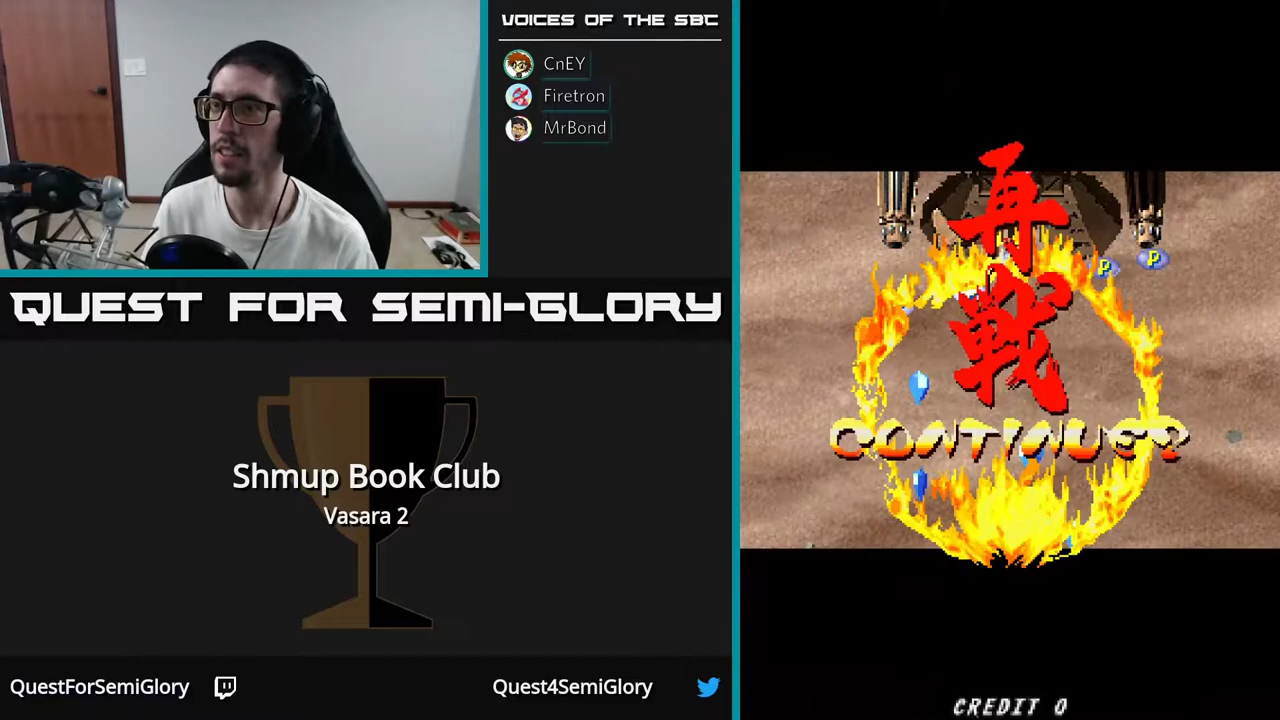 VOICES OF THE SBC
CnEY
Firetron
MrBond
QUEST FOR SEMI-GLORY
Shmup Book Club
Vasara 2
QuestForSemiGlory
Quest4SemiGlory
再戦
CONTINUE?
P
P
CREDIT 0